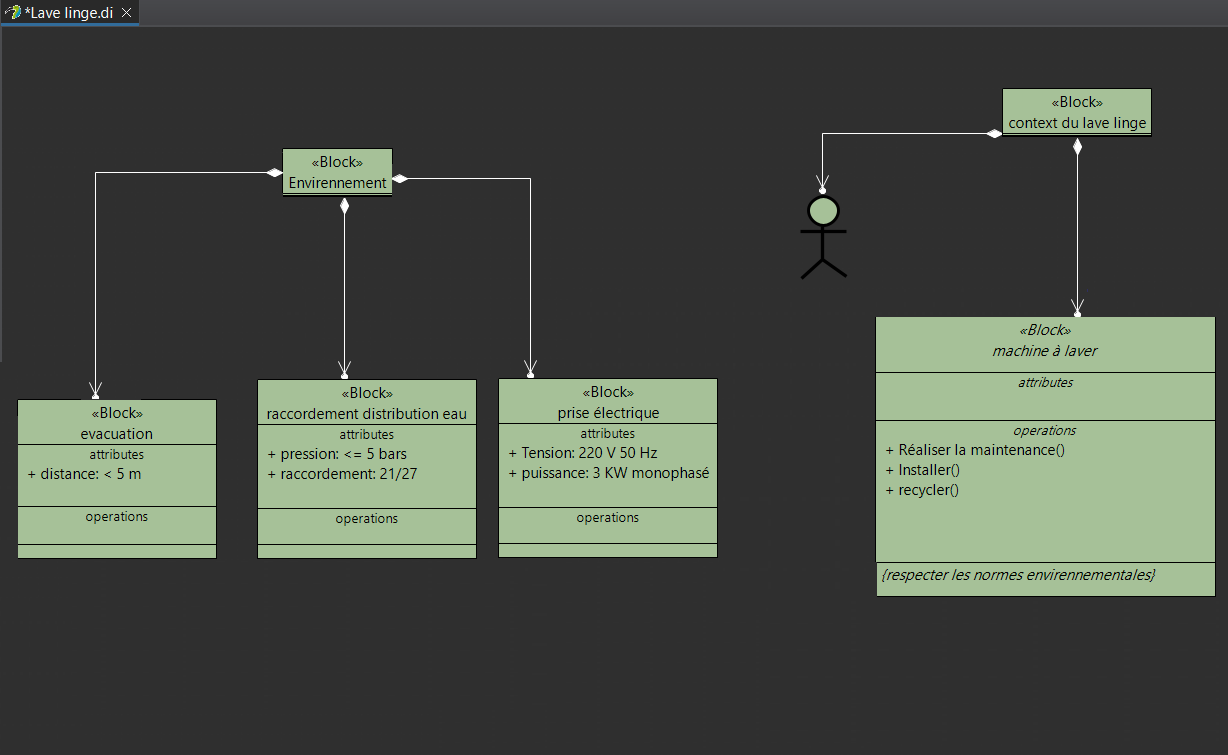 *Lave linge.di
«Block»
context du lave linge
«Block»
Envirennement
«Block»
machine à laver
attributes
operations
+ Réaliser la maintenance()
+ Installer()
+ recycler()
{respecter les normes envirennementales}
«Block»
evacuation
attributes
+ distance: < 5 m
operations
«Block»
raccordement distribution eau
attributes
+ pression: <= 5 bars
+ raccordement: 21/27
operations
«Block»
prise électrique
attributes
+ Tension: 220 V 50 Hz
+ puissance: 3 KW monophasé
operations